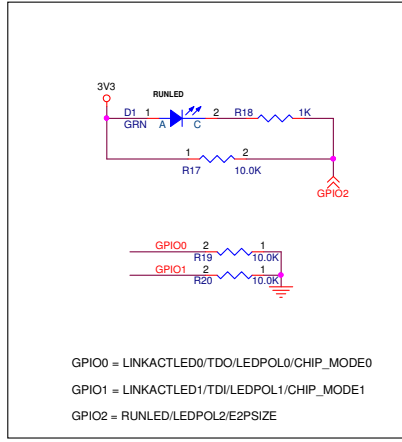 RUNLED
3V3
D1 1 2 R18 1K
GRN A C
1 2
R17 10.0K
GPIO2
GPIO0 2 1
R19 10.0K
GPIO1 2 1
R20 10.0K
GPIO0 = LINKACTLED0/TDO/LEDPOL0/CHIP_MODE0
GPIO1 = LINKACTLED1/TDI/LEDPOL1/CHIP_MODE1
GPIO2 = RUNLED/LEDPOL2/E2PSIZE